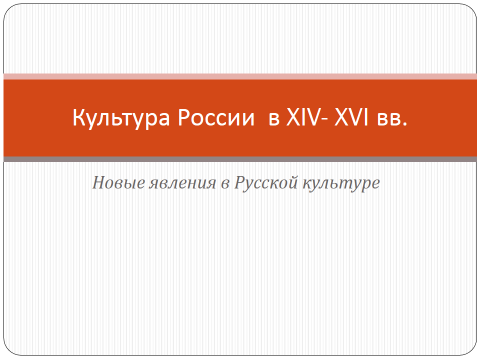 Культура России  в XIV- XVI вв.
Новые явления в Русской культуре